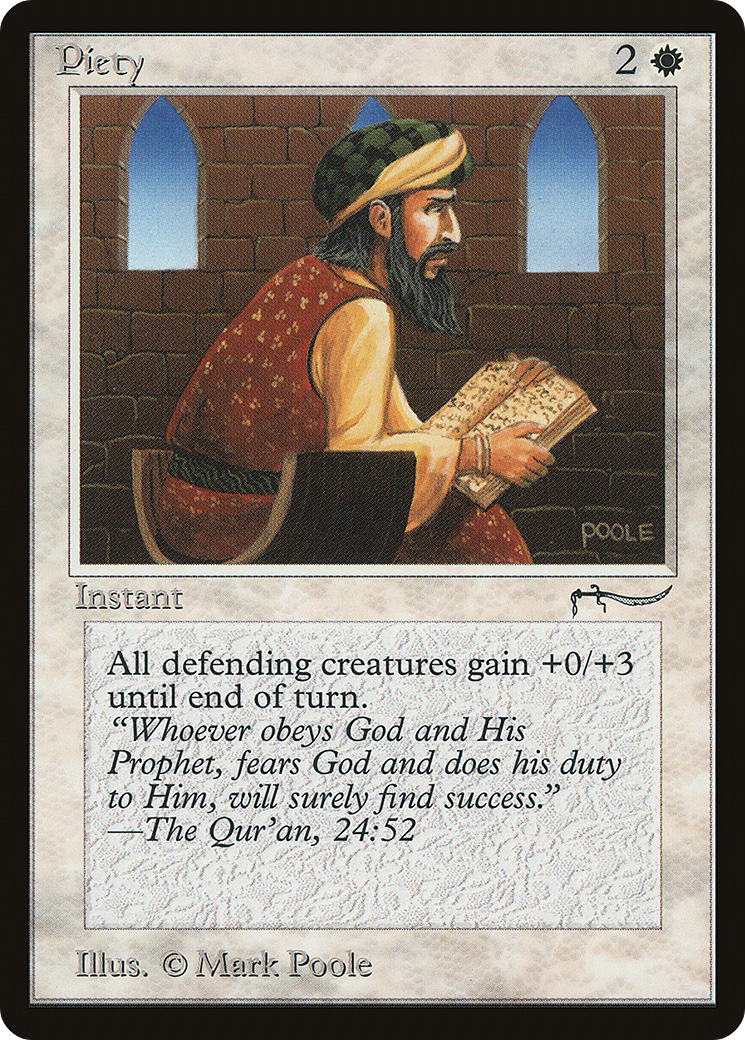 Piety 2
POOLE
Instant
All defending creatures gain +0/+3
until end of turn.
“Whoever obeys God and His
Prophet, fears God and does his duty
to Him, will surely find success.”
—The Qur’an, 24:52
Illus. © Mark Poole